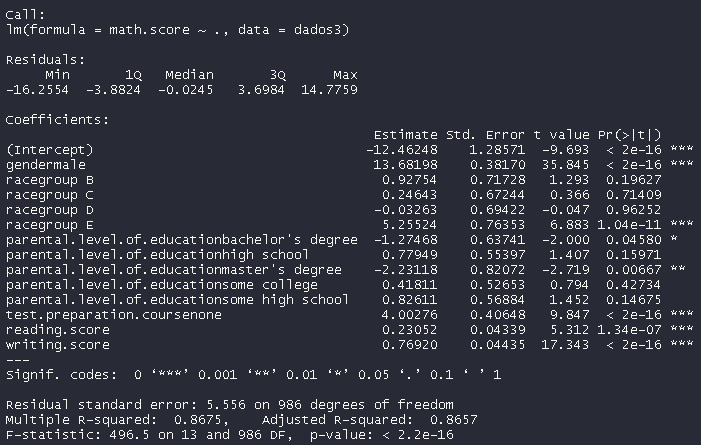 Call:
lm(formula = math.score ~ ., data = dados3)
Residuals:
Min 1Q Median 3Q Max
-16.2554 -3.8824 -0.0245 3.6984 14.7759
Coefficients:
Estimate Std. Error t value Pr(>|t|)
(Intercept) -12.46248 1.28571 -9.693 < 2e-16 ***
gendermale 13.68198 0.38170 35.845 < 2e-16 ***
racegroup B 0.92754 0.71728 1.293 0.19627
racegroup C 0.24643 0.67244 0.366 0.71409
racegroup D -0.03263 0.69422 -0.047 0.96252
racegroup E 5.25524 0.76353 6.883 1.04e-11 ***
parental.level.of.educationbachelor's degree -1.27468 0.63741 -2.000 0.04580 *
parental.level.of.educationhigh school 0.77949 0.55397 1.407 0.15971
parental.level.of.educationmaster's degree -2.23118 0.82072 -2.719 0.00667 **
parental.level.of.educationsome college 0.41811 0.52653 0.794 0.42734
parental.level.of.educationsome high school 0.82611 0.56884 1.452 0.14675
test.preparation.coursenone 4.00276 0.40648 9.847 < 2e-16 ***
reading.score 0.23052 0.04339 5.312 1.34e-07 ***
writing.score 0.76920 0.04435 17.343 < 2e-16 ***
---
Signif. codes: 0 ‘***’ 0.001 ‘**’ 0.01 ‘*’ 0.05 ‘.’ 0.1 ‘ ’ 1
Residual standard error: 5.556 on 986 degrees of freedom
Multiple R-squared: 0.8675, Adjusted R-squared: 0.8657
F-statistic: 496.5 on 13 and 986 DF, p-value: < 2.2e-16